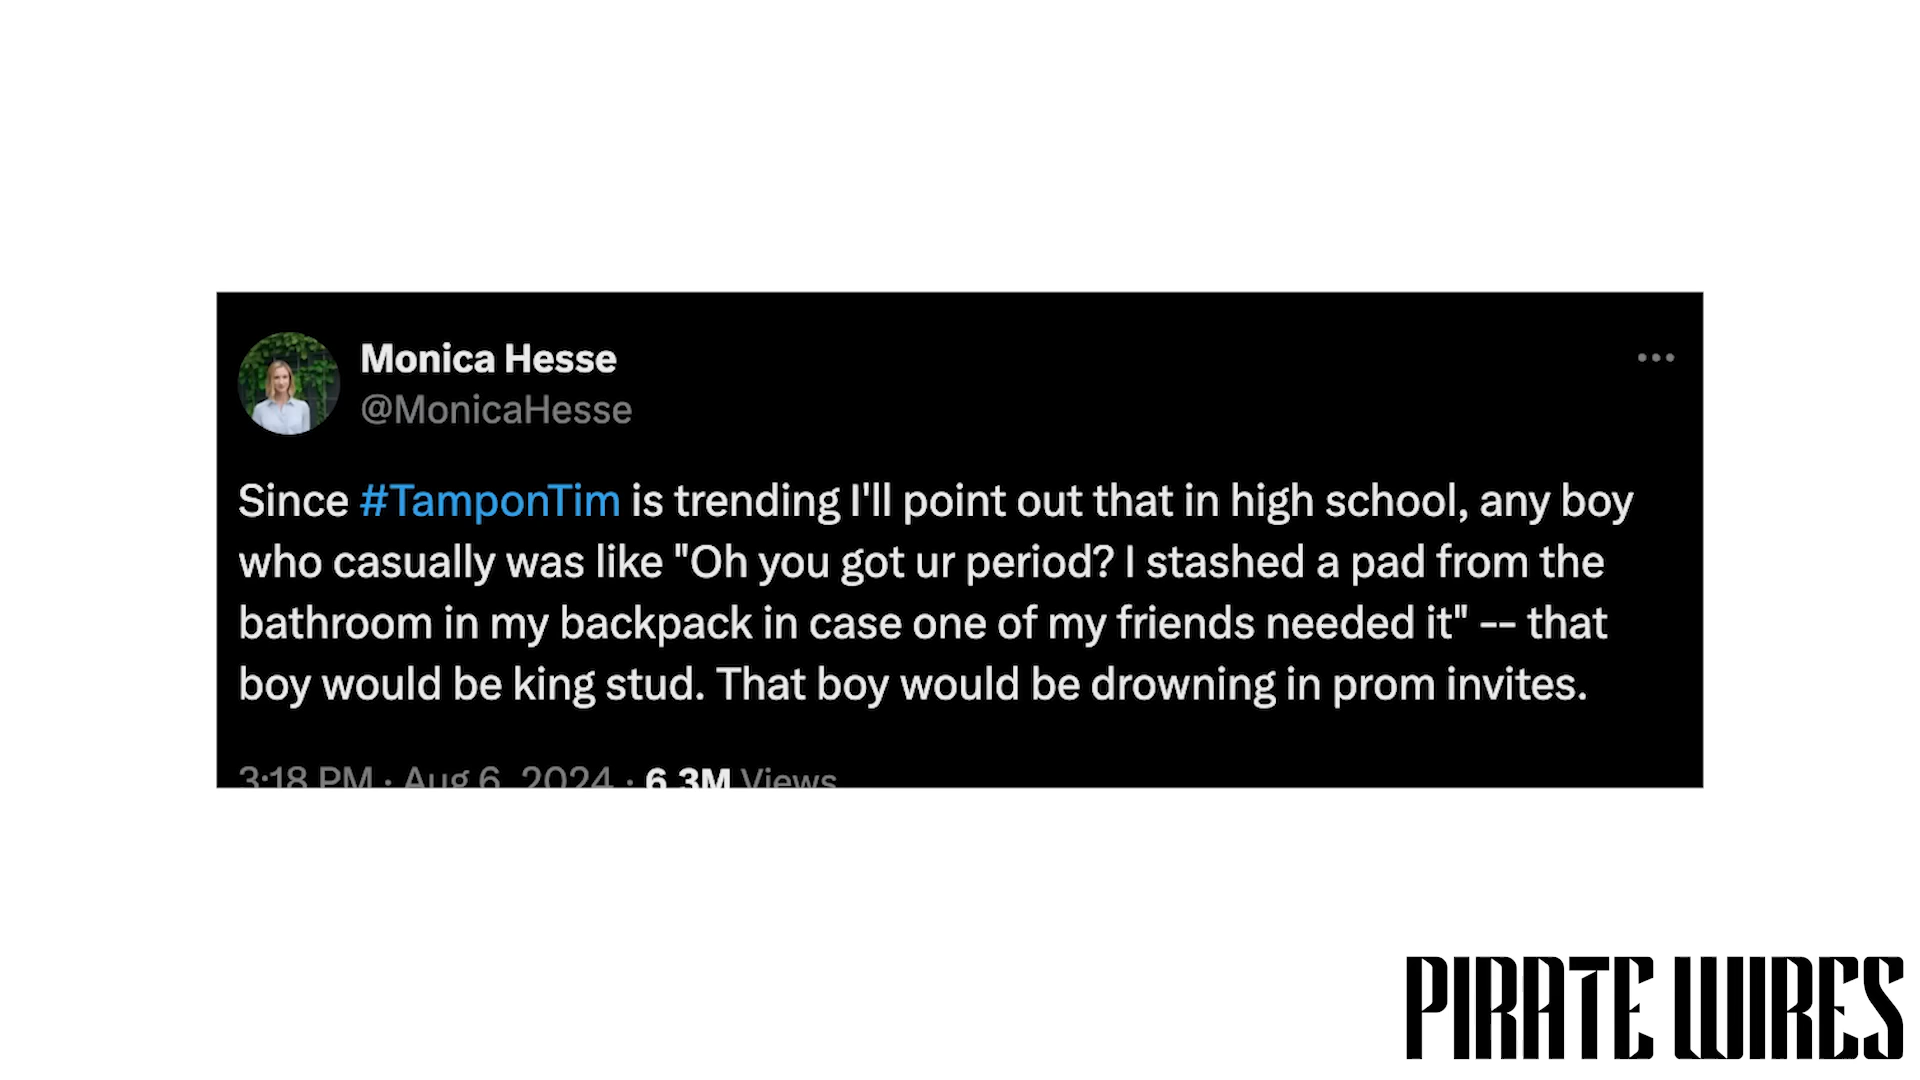 Monica Hesse
@MonicaHesse
Since #TamponTim is trending I'll point out that in high school, any boy
who casually was like "Oh you got ur period? I stashed a pad from the
bathroom in my backpack in case one of my friends needed it" -- that
boy would be king stud. That boy would be drowning in prom invites.
3:18 PM · Aug 6, 2024 · 6.3M Views
PIRATE WIRES